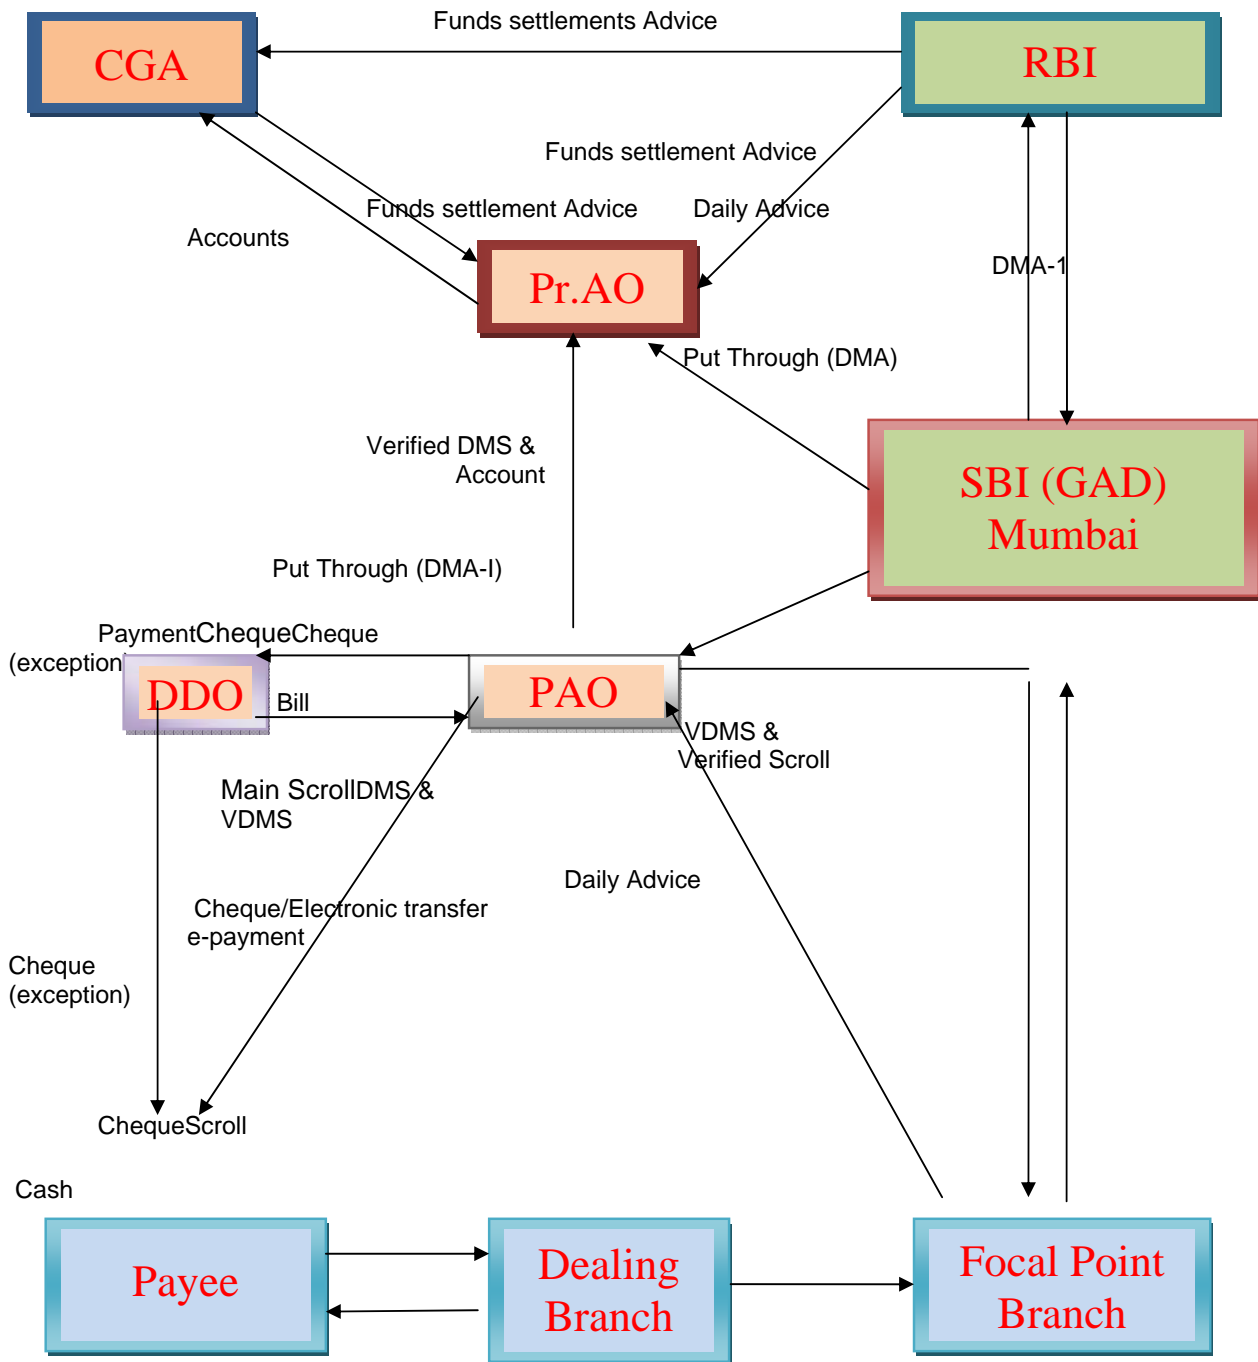 Funds settlements Advice
CGA
RBI
Funds settlement Advice
Funds settlement Advice
Daily Advice
Accounts
DMA-1
Pr.AO
Put Through (DMA)
Verified DMS &
Account
SBI (GAD)
Mumbai
Put Through (DMA-I)
PaymentChequeCheque
(exception)
DDO
Bill
PAO
VDMS &
Verified Scroll
Main ScrollDMS &
VDMS
Daily Advice
Cheque/Electronic transfer
e-payment
Cheque
(exception)
ChequeScroll
Cash
Payee
Dealing
Branch
Focal Point
Branch